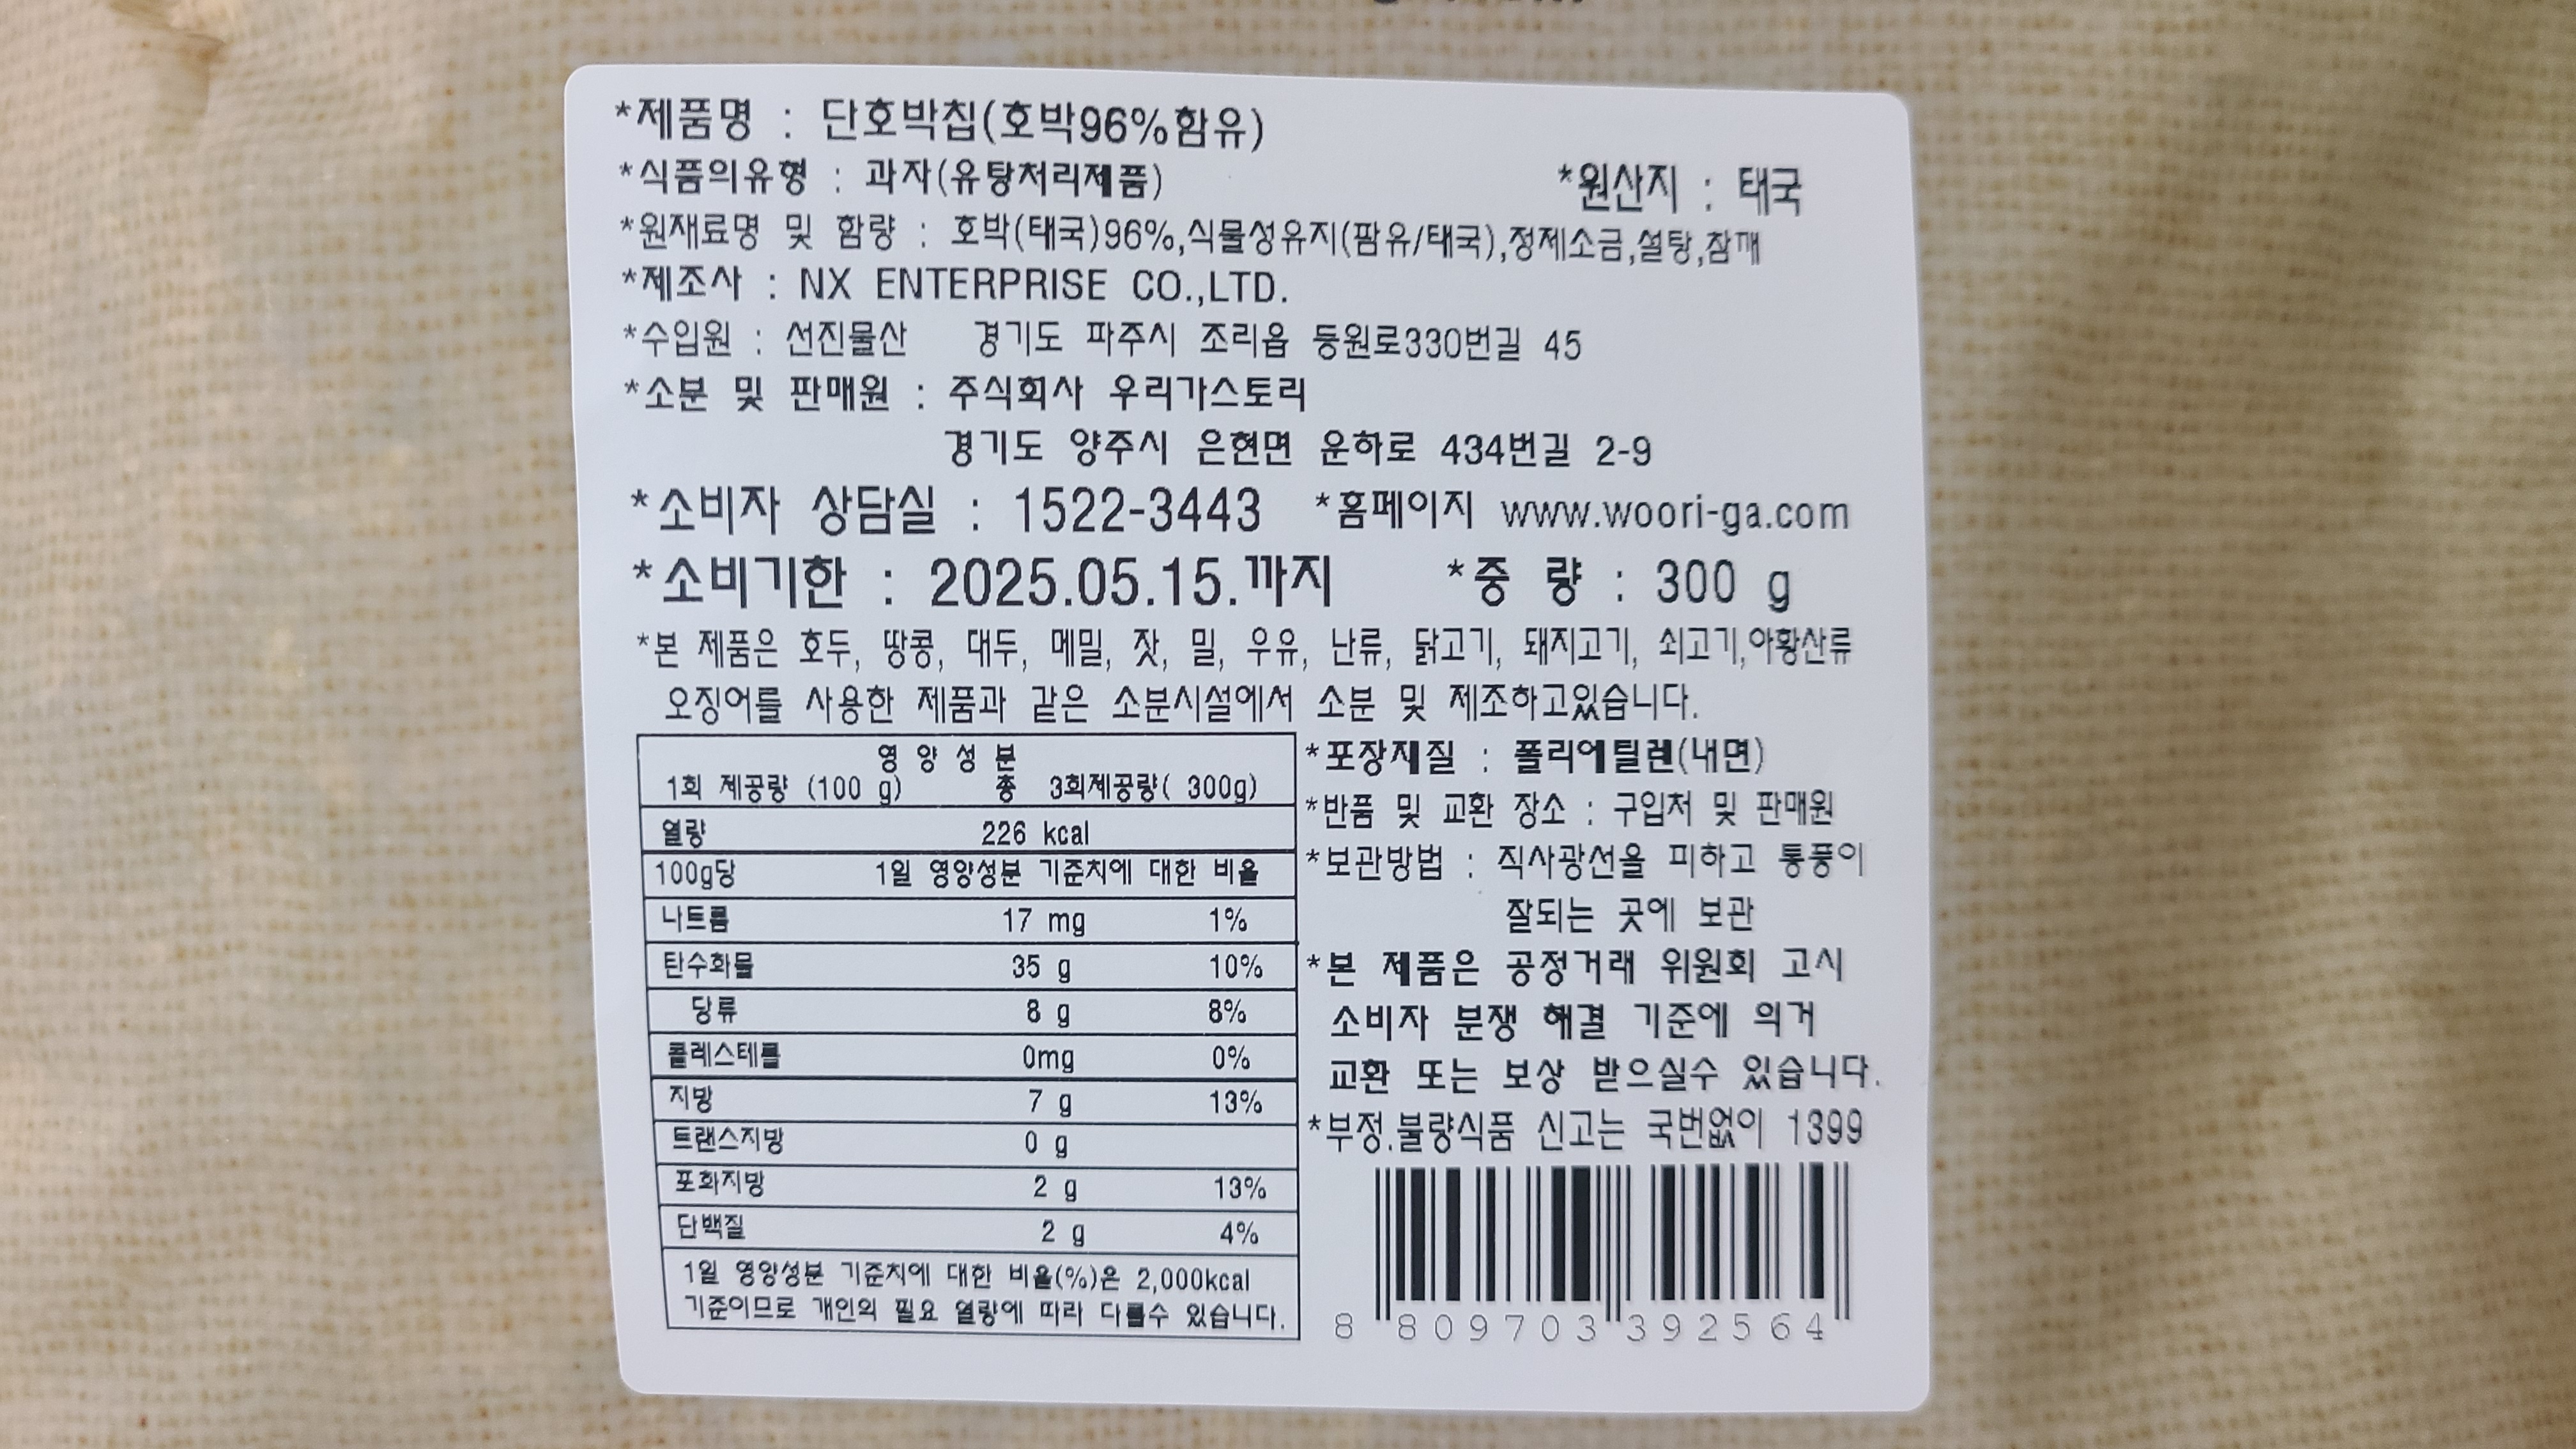 *제품명 : 단호박칩(호박96%함유)
*식품의유형 : 과자(유탕처리제품) *원산지 : 태국
*원재료명 및 함량 : 호박(태국)96%,식물성유지(팜유/태국),정제소금,설탕,참깨
*제조사 : NX ENTERPRISE CO.,LTD.
*수입원 : 선진물산 경기도 파주시 조리읍 등원로330번길 45
*소분 및 판매원 : 주식회사 우리가스토리
경기도 양주시 은현면 운하로 434번길 2-9
*소비자 상담실 : 1522-3443 *홈페이지 www.woori-ga.com
*소비기한 : 2025.05.15.까지 *중 량 : 300 g
*본 제품은 호두, 땅콩, 대두, 메밀, 잣, 밀, 우유, 난류, 닭고기, 돼지고기, 쇠고기,아황산류
오징어를 사용한 제품과 같은 소분시설에서 소분 및 제조하고있습니다.
영 양 성 분
1회 제공량 (100 g) 총 3회제공량( 300g)
열량 226 kcal
100g당 1일 영양성분 기준치에 대한 비율
나트륨 17 mg 1%
탄수화물 35 g 10%
당류 8 g 8%
콜레스테롤 0mg 0%
지방 7 g 13%
트랜스지방 0 g
포화지방 2 g 13%
단백질 2 g 4%
1일 영양성분 기준치에 대한 비율(%)은 2,000kcal
기준이므로 개인의 필요 열량에 따라 다를수 있습니다.
*포장재질 : 폴리에틸렌(내면)
*반품 및 교환 장소 : 구입처 및 판매원
*보관방법 : 직사광선을 피하고 통풍이
잘되는 곳에 보관
*본 제품은 공정거래 위원회 고시
소비자 분쟁 해결 기준에 의거
교환 또는 보상 받으실수 있습니다.
*부정.불량식품 신고는 국번없이 1399
8 809703 392564